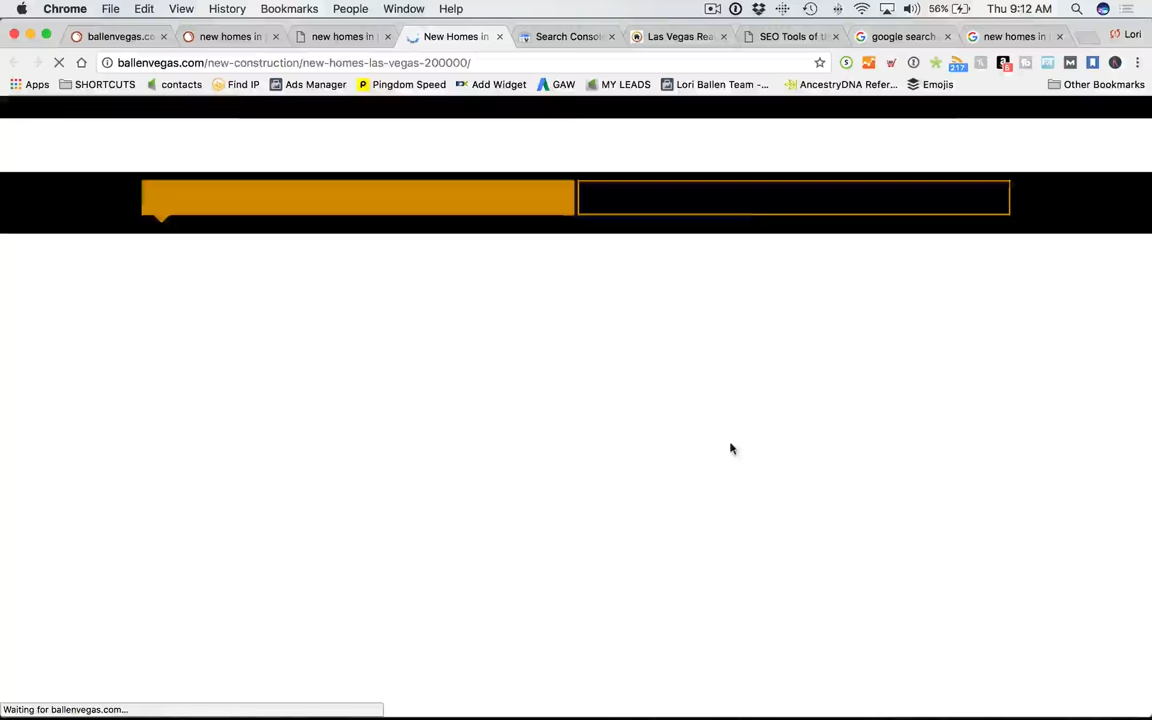 Chrome File Edit View History Bookmarks People Window Help 56% Thu 9:12 AM
ballenvegas.co new homes in new homes in New Homes in Search Conso Las Vegas Rea SEO Tools of t google search new homes in Lori
ballenvegas.com/new-construction/new-homes-las-vegas-200000/ 217
Apps SHORTCUTS contacts Find IP Ads Manager Pingdom Speed Add Widget GAW MY LEADS Lori Ballen Team -... AncestryDNA Refer... Emojis Other Bookmarks
Waiting for ballenvegas.com...